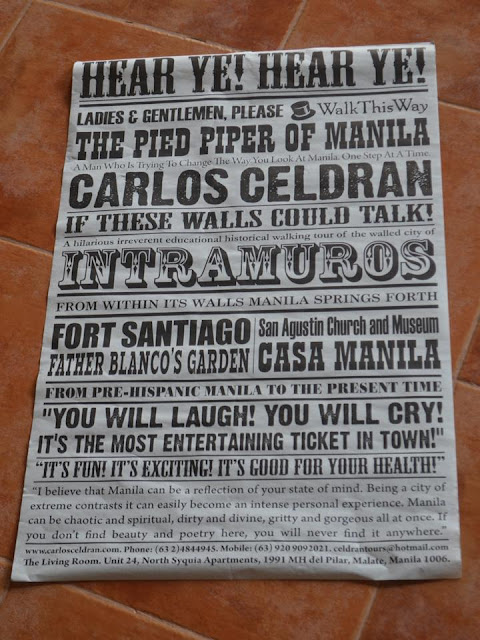 HEAR YE! HEAR YE!
LADIES & GENTLEMEN, PLEASE WalkThisWay
THE PIED PIPER OF MANILA
A Man Who Is Trying To Change The Way You Look At Manila. One Step At A Time.
CARLOS CELDRAN
IF THESE WALLS COULD TALK!
A hilarious irreverent educational historical walking tour of the walled city of
INTRAMUROS
FROM WITHIN ITS WALLS MANILA SPRINGS FORTH
FORT SANTIAGO
FATHER BLANCO'S GARDEN
San Agustin Church and Museum
CASA MANILA
FROM PRE-HISPANIC MANILA TO THE PRESENT TIME
"YOU WILL LAUGH! YOU WILL CRY!
IT'S THE MOST ENTERTAINING TICKET IN TOWN!"
"IT'S FUN! IT'S EXCITING! IT'S GOOD FOR YOUR HEALTH!"
"I believe that Manila can be a reflection of your state of mind. Being a city of
extreme contrasts it can easily become an intense personal experience. Manila
can be chaotic and spiritual, dirty and divine, gritty and gorgeous all at once. If
you don't find beauty and poetry here, you will never find it anywhere."
www.carlosceldran.com. Phone: (63 2) 4844945. Mobile: (63) 920 9092021. celdrantours@hotmail.com
The Living Room. Unit 24, North Syquia Apartments, 1991 MH del Pilar, Malate, Manila 1006.